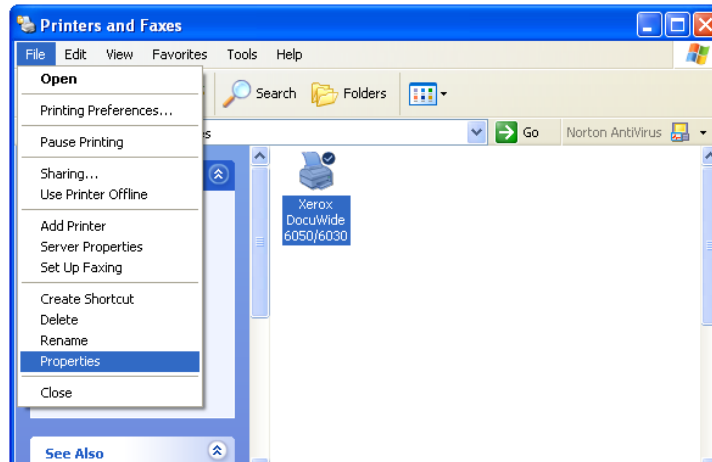 Printers and Faxes
File Edit View Favorites Tools Help
Search Folders
s Go Norton AntiVirus
Open
Printing Preferences...
Pause Printing
Sharing...
Use Printer Offline
Add Printer
Server Properties
Set Up Faxing
Create Shortcut
Delete
Rename
Properties
Close
See Also
Xerox
DocuWide
6050/6030